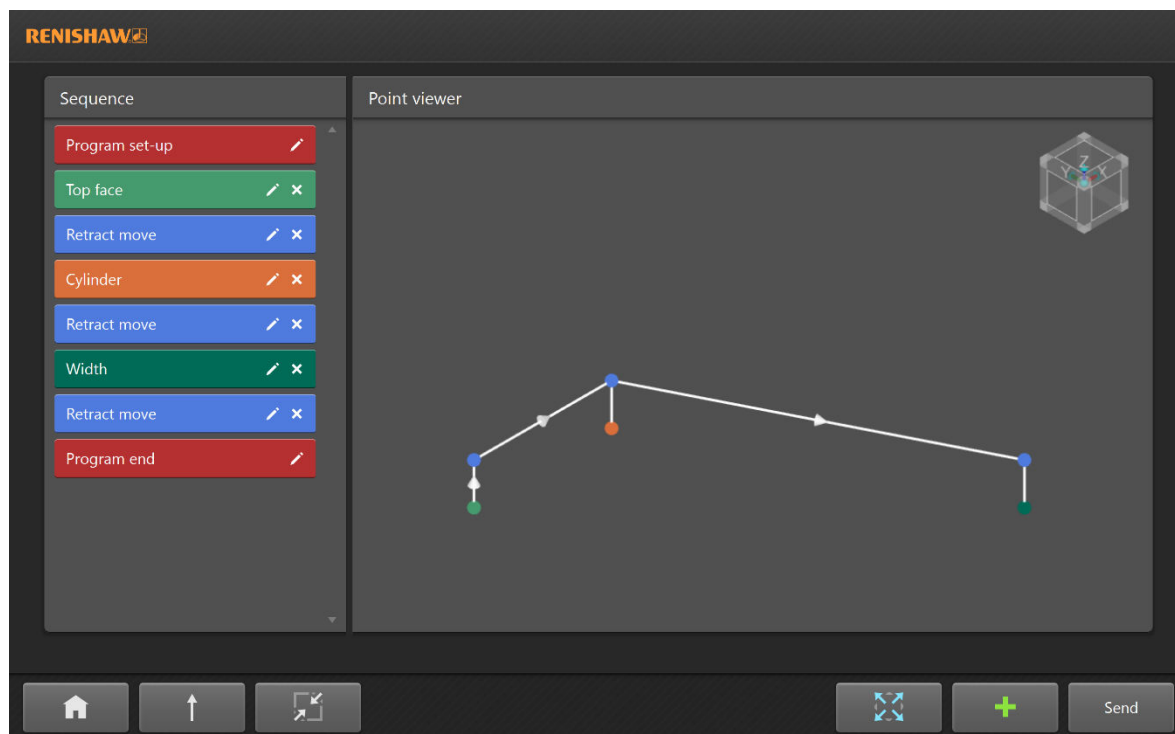 RENISHAW
Sequence
Point viewer
Program set-up
Top face
Retract move
Cylinder
Retract move
Width
Retract move
Program end
Z
Y X
Send